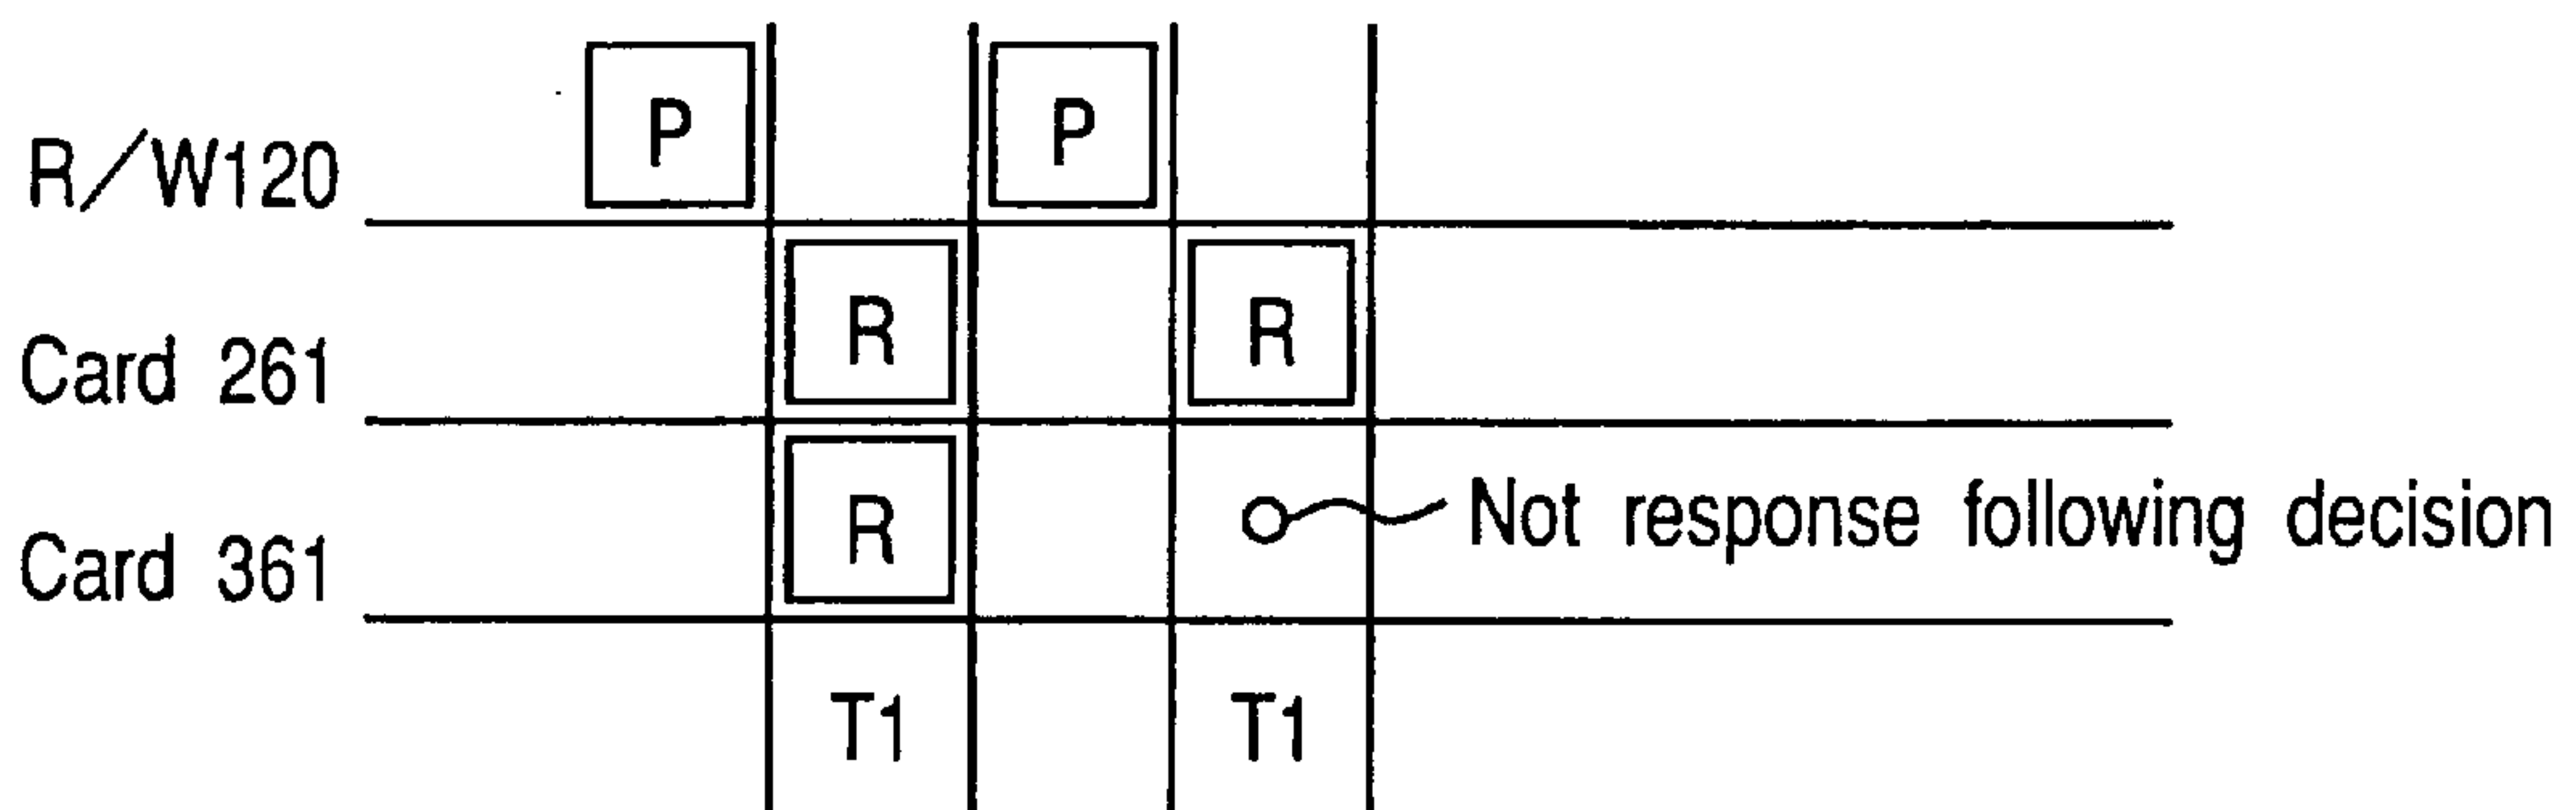 P P
R/W120
R R
Card 261
R Not response following decision
Card 361
T1 T1